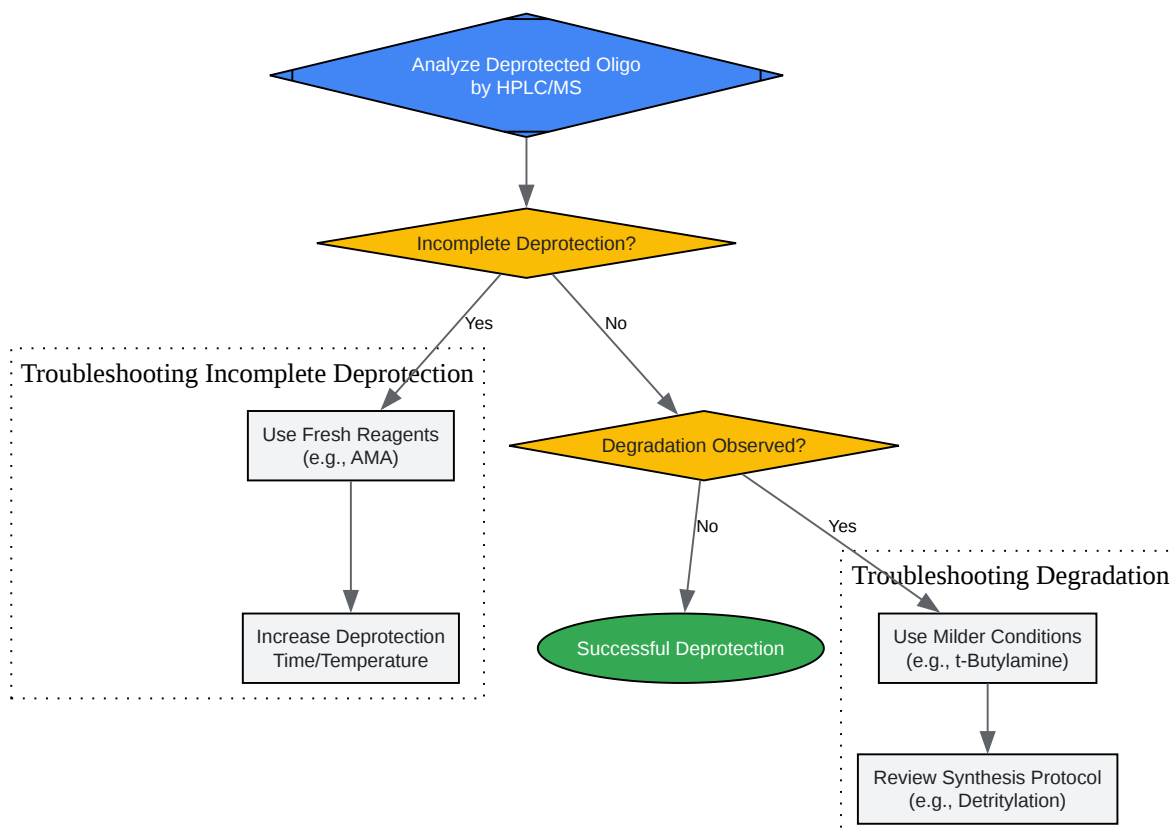 Analyze Deprotected Oligo
by HPLC/MS
Incomplete Deprotection?
Yes
No
Troubleshooting Incomplete Deprotection
Use Fresh Reagents
(e.g., AMA)
Degradation Observed?
No
Yes
Troubleshooting Degradation
Increase Deprotection
Time/Temperature
Successful Deprotection
Use Milder Conditions
(e.g., t-Butylamine)
Review Synthesis Protocol
(e.g., Detritylation)